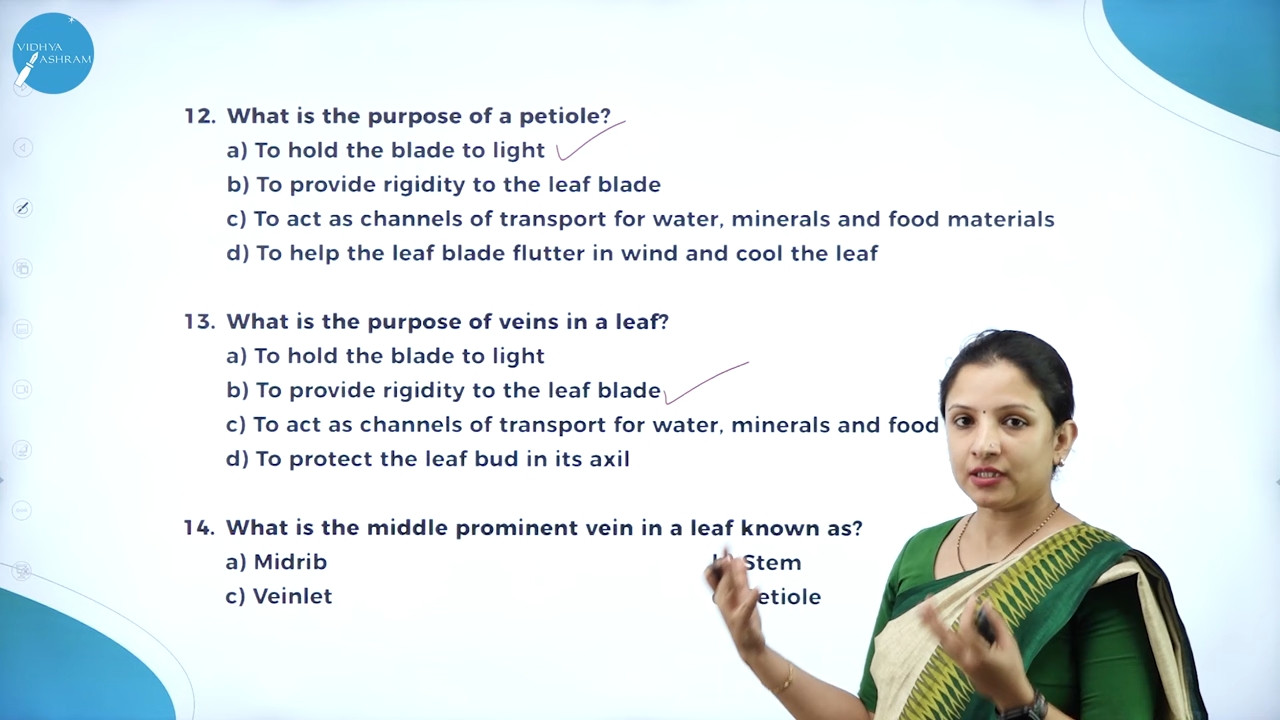 VIDHYA
ASHRAM
12. What is the purpose of a petiole?
a) To hold the blade to light
b) To provide rigidity to the leaf blade
c) To act as channels of transport for water, minerals and food materials
d) To help the leaf blade flutter in wind and cool the leaf
13. What is the purpose of veins in a leaf?
a) To hold the blade to light
b) To provide rigidity to the leaf blade
c) To act as channels of transport for water, minerals and food
d) To protect the leaf bud in its axil
14. What is the middle prominent vein in a leaf known as?
a) Midrib Stem
c) Veinlet etiole